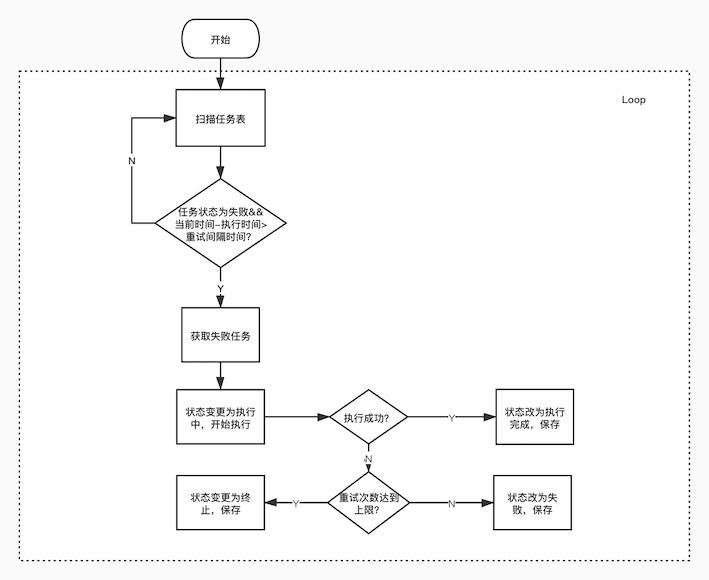 开始
Loop
扫描任务表
N
任务状态为失败&&
当前时间-执行时间>
重试间隔时间?
Y
获取失败任务
状态变更为执行
中，开始执行
执行成功?
Y
状态改为执行
完成，保存
N
状态变更为终
止，保存
Y
重试次数达到
上限?
N
状态改为失
败，保存